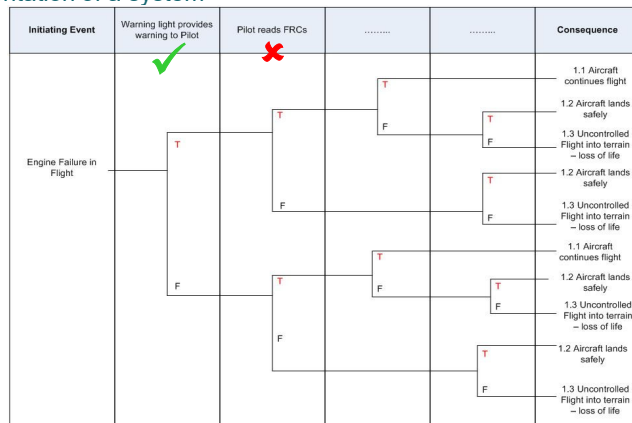 Initiating Event
Warning light provides
warning to Pilot
Pilot reads FRCs
.........
.........
Consequence
Engine Failure in
Flight
T
F
T
F
T
F
T
F
T
F
T
F
T
F
T
F
T
F
1.1 Aircraft
continues flight
1.2 Aircraft lands
safely
1.3 Uncontrolled
Flight into terrain
– loss of life
1.2 Aircraft lands
safely
1.3 Uncontrolled
Flight into terrain
– loss of life
1.1 Aircraft
continues flight
1.2 Aircraft lands
safely
1.3 Uncontrolled
Flight into terrain
– loss of life
1.2 Aircraft lands
safely
1.3 Uncontrolled
Flight into terrain
– loss of life